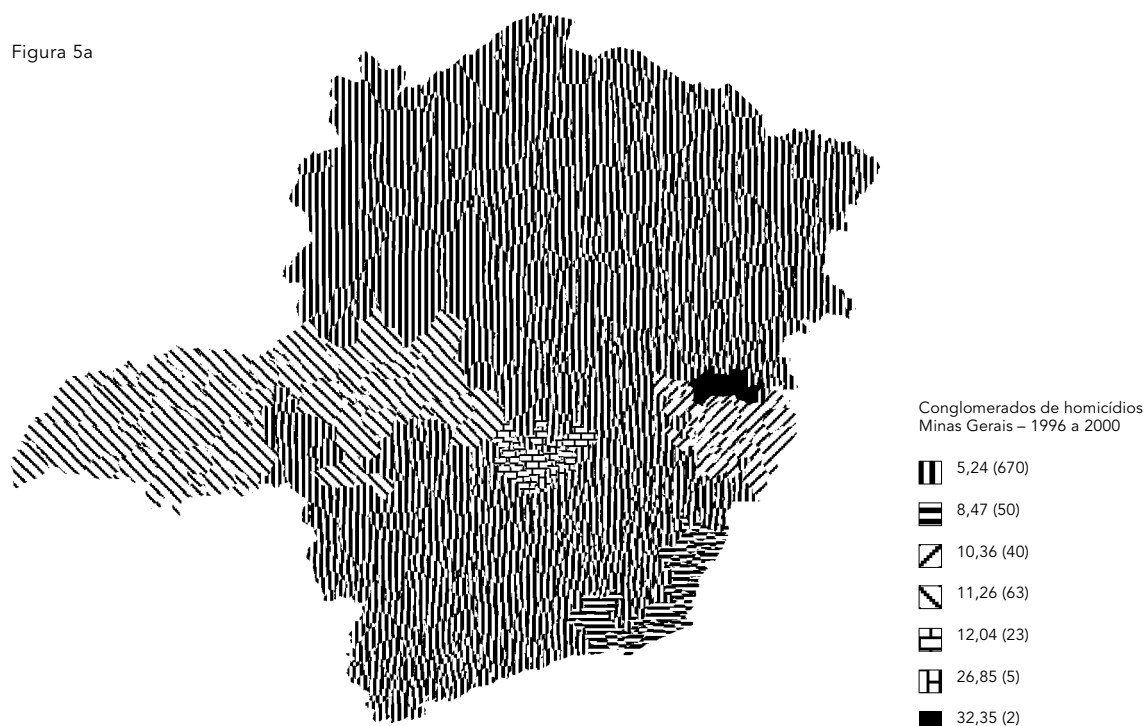 Figura 5a
Conglomerados de homicídios
Minas Gerais – 1996 a 2000
5,24 (670)
8,47 (50)
10,36 (40)
11,26 (63)
12,04 (23)
26,85 (5)
32,35 (2)